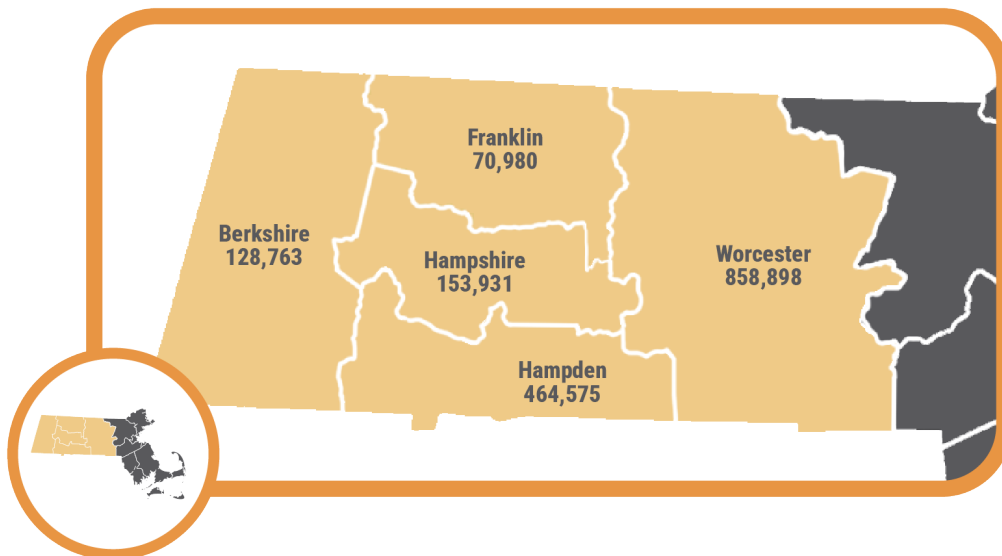 Franklin
70,980
Berkshire
128,763
Hampshire
153,931
Worcester
858,898
Hampden
464,575